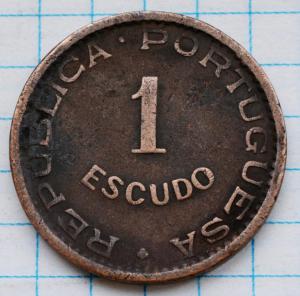 REPUBLICA · PORTUGUESA
1
ESCUDO